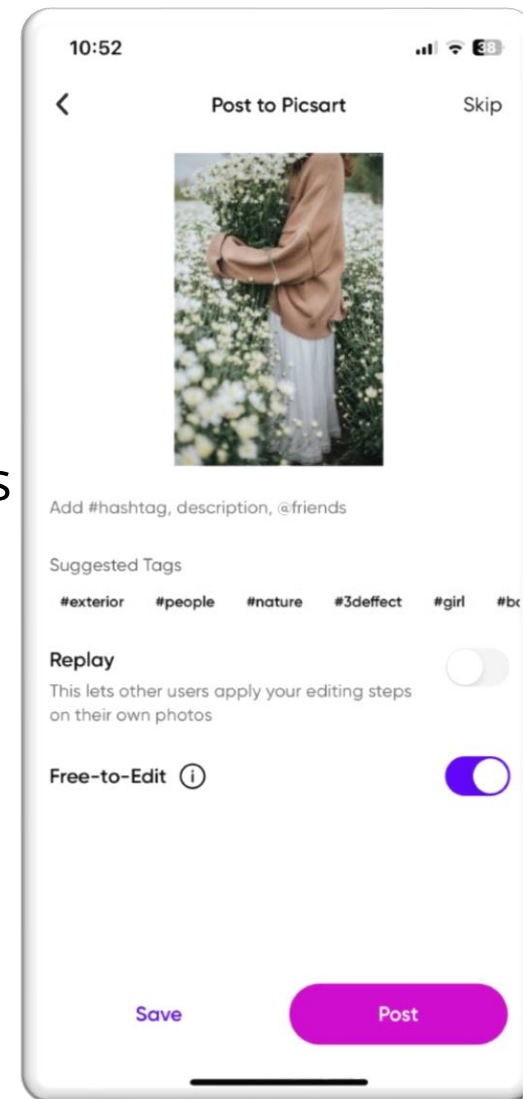 10:52
38
Post to Picsart
Skip
s
Add #hashtag, description, @friends
Suggested Tags
#exterior #people #nature #3deffect #girl
Replay
This lets other users apply your editing steps
on their own photos
Free-to-Edit
Save
Post